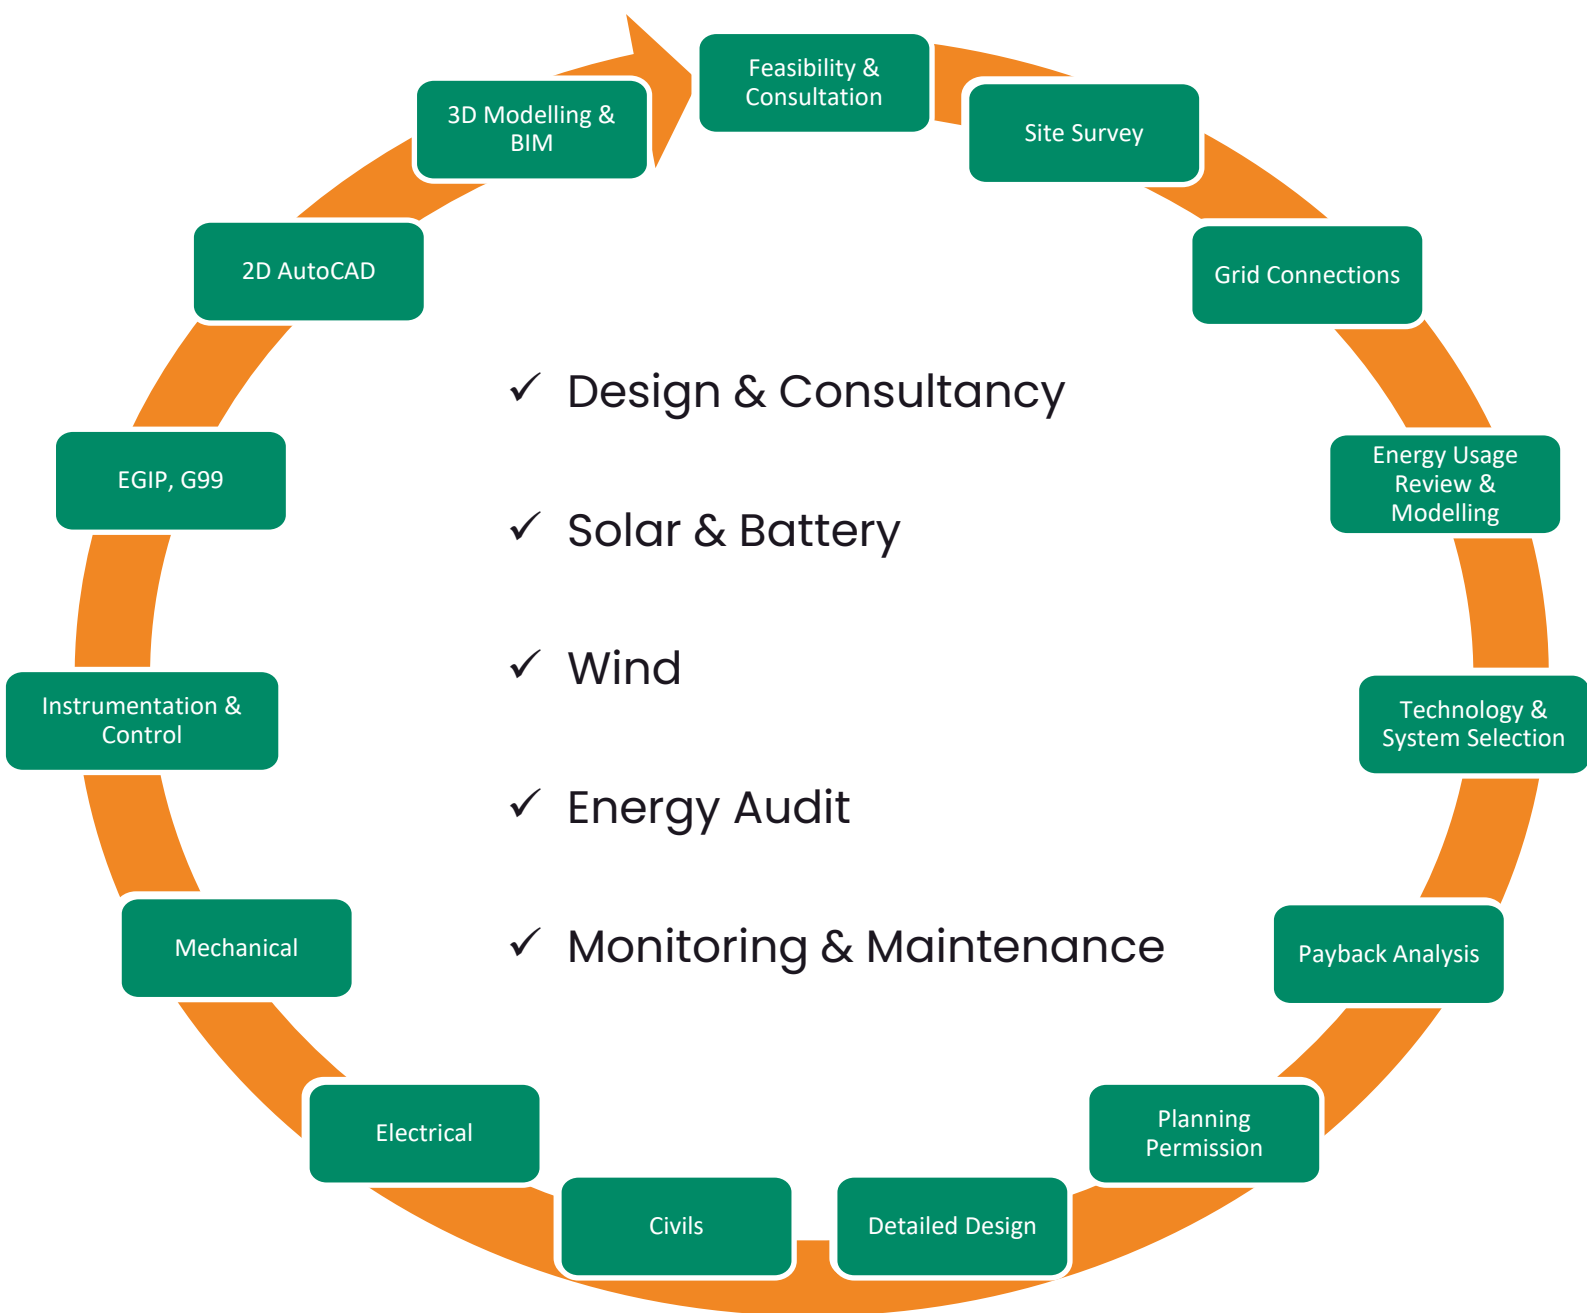 Feasibility &
Consultation
Site Survey
Grid Connections
Energy Usage
Review &
Modelling
Technology &
System Selection
Payback Analysis
Planning
Permission
Detailed Design
Civils
Electrical
Mechanical
Instrumentation &
Control
EGIP, G99
2D AutoCAD
3D Modelling &
BIM
✓ Design & Consultancy
✓ Solar & Battery
✓ Wind
✓ Energy Audit
✓ Monitoring & Maintenance